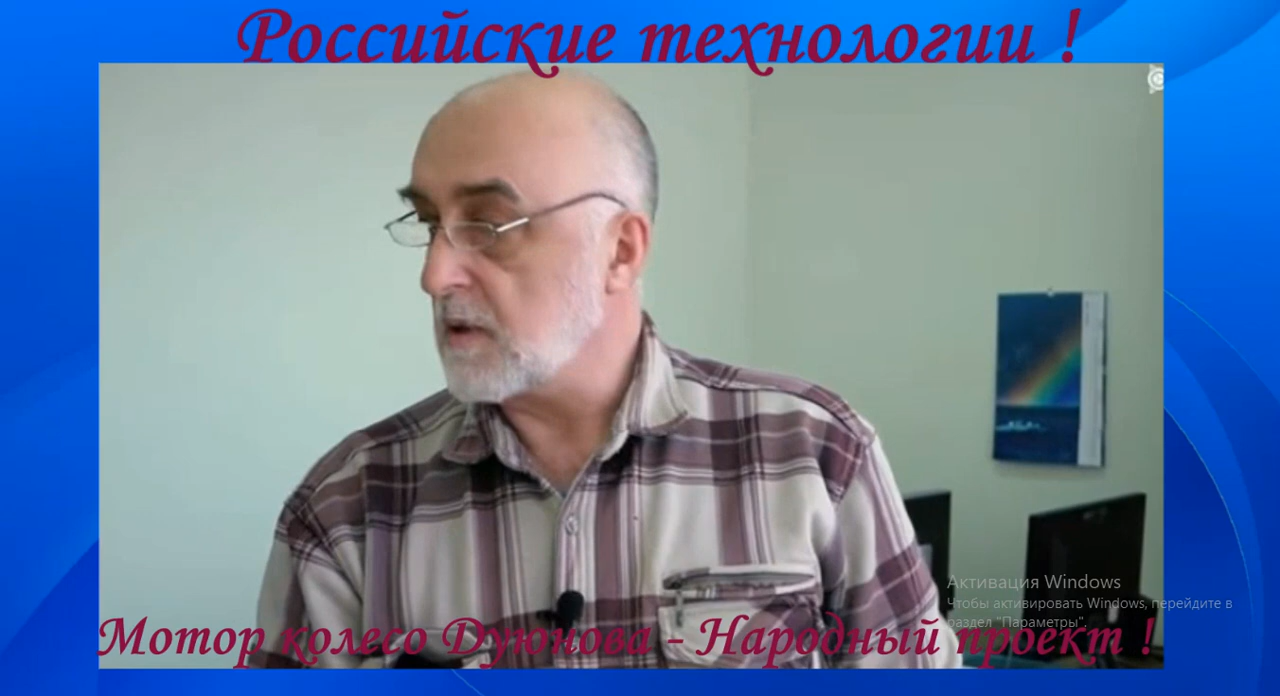 Российские технологии !
Активация Windows
Чтобы активировать Windows, перейдите в
раздел "Параметры".
Мотор колесо Дуюнова - Народный проект !